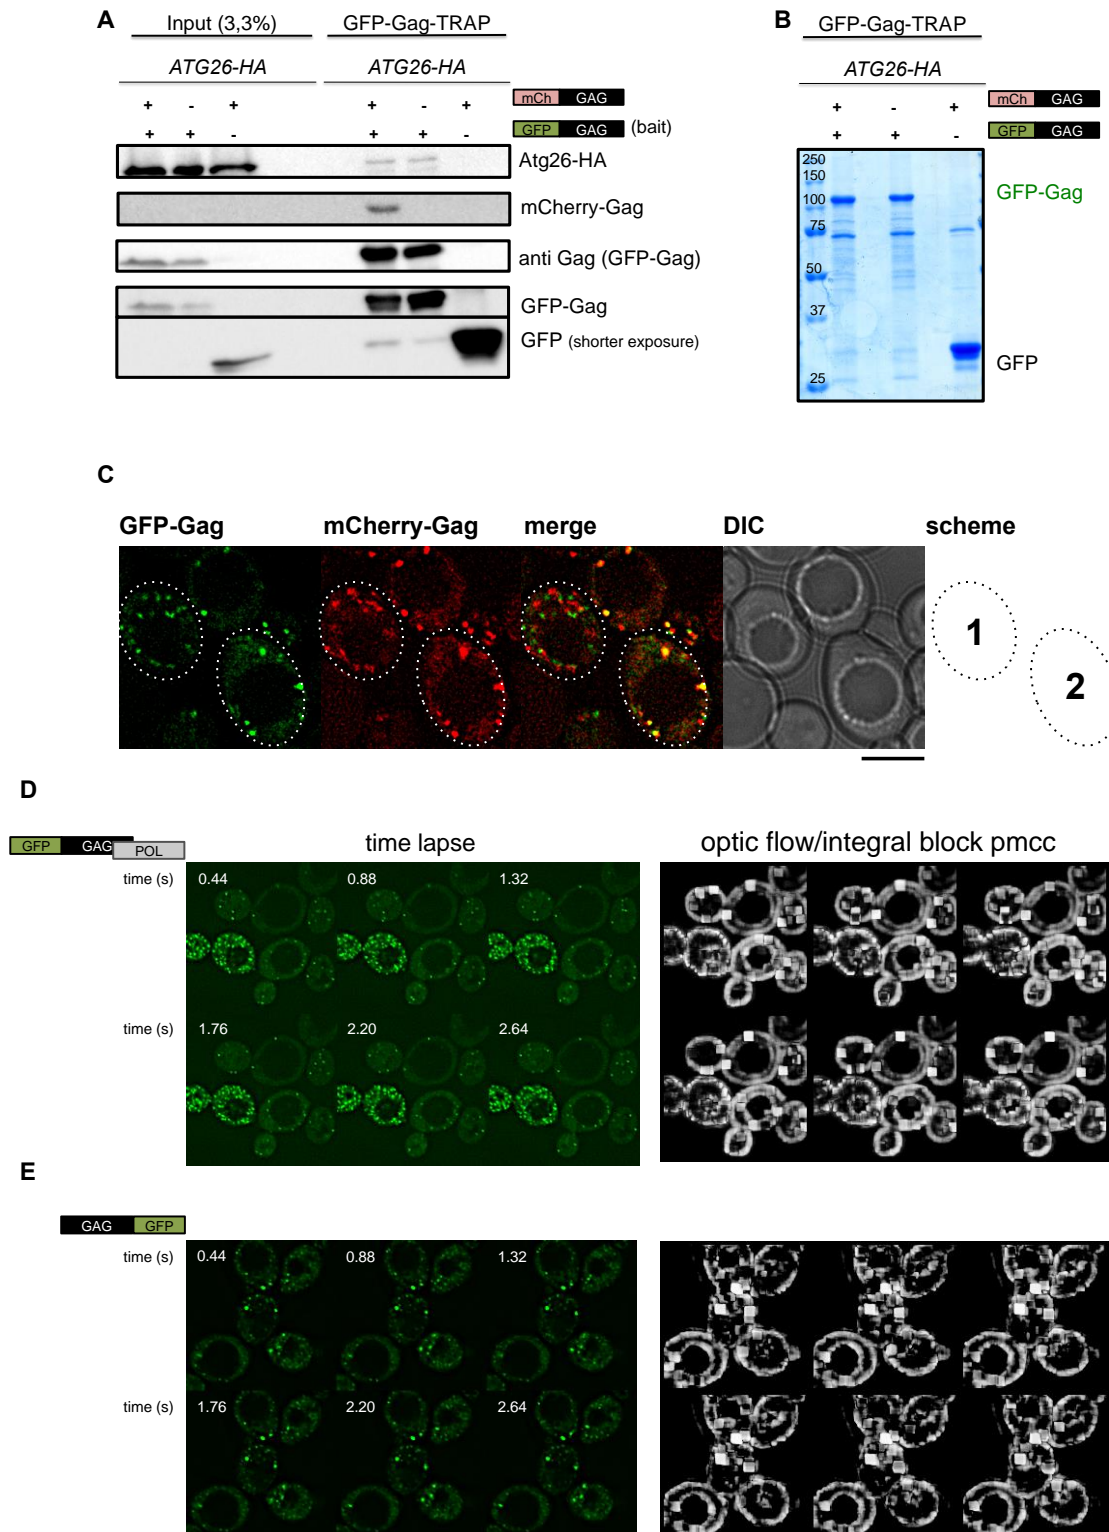 A
Input (3,3%)
GFP-Gag-TRAP
ATG26-HA
ATG26-HA
+ - +
+ - +
mCh GAG
+ + -
+ + -
GFP GAG (bait)
Atg26-HA
mCherry-Gag
anti Gag (GFP-Gag)
GFP-Gag
GFP (shorter exposure)
B
GFP-Gag-TRAP
ATG26-HA
+ - +
mCh GAG
+ + -
GFP GAG
250
150
100
75
50
37
25
GFP-Gag
GFP
C
GFP-Gag
mCherry-Gag
merge
DIC
scheme
1
2
D
GFP GAG POL
time lapse
optic flow/integral block pmcc
time (s) 0.44 0.88 1.32
time (s) 1.76 2.20 2.64
E
GAG GFP
time (s) 0.44 0.88 1.32
time (s) 1.76 2.20 2.64